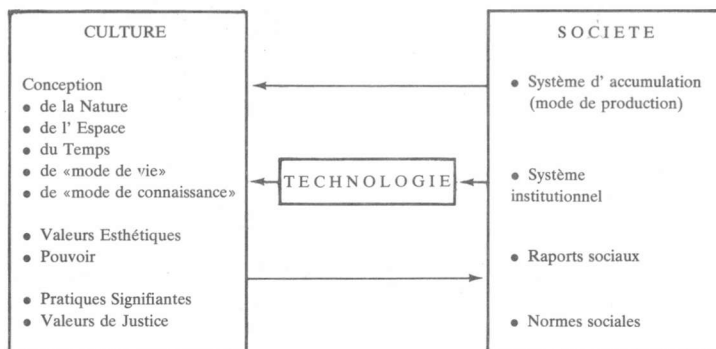 CULTURE
Conception
• de la Nature
• de l' Espace
• du Temps
• de «mode de vie»
• de «mode de connaissance»
• Valeurs Esthétiques
• Pouvoir
• Pratiques Signifiantes
• Valeurs de Justice
TECHNOLOGIE
SOCIETE
• Système d' accumulation
(mode de production)
• Système
institutionnel
• Raports sociaux
• Normes sociales